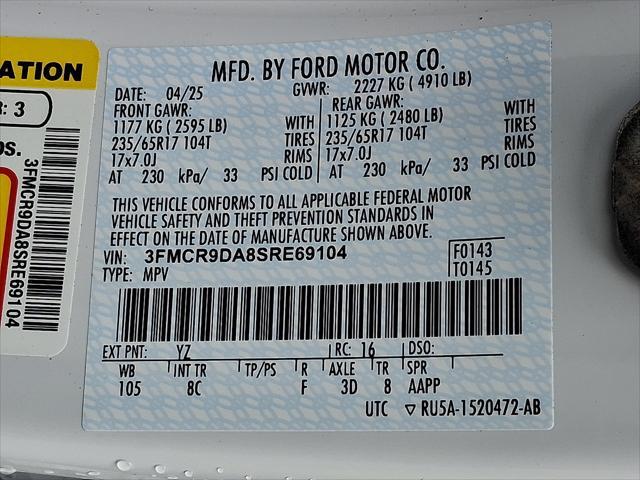 ATION
R: 3
os.
3FMCR9DA8SRE69104
MFD. BY FORD MOTOR CO.
DATE: 04/25 GVWR: 2227 KG ( 4910 LB)
FRONT GAWR: REAR GAWR:
1177 KG ( 2595 LB) WITH 1125 KG ( 2480 LB) WITH
235/65R17 104T TIRES 235/65R17 104T TIRES
17x7.0J RIMS 17x7.0J RIMS
AT 230 kPa/ 33 PSI COLD AT 230 kPa/ 33 PSI COLD
THIS VEHICLE CONFORMS TO ALL APPLICABLE FEDERAL MOTOR
VEHICLE SAFETY AND THEFT PREVENTION STANDARDS IN
EFFECT ON THE DATE OF MANUFACTURE SHOWN ABOVE.
VIN: 3FMCR9DA8SRE69104 F0143
TYPE: MPV T0145
EXT PNT: YZ RC: 16 DSO:
WB INT TR TP/PS R AXLE TR SPR
105 8C F 3D 8 AAPP
UTC ▽ RU5A-1520472-AB